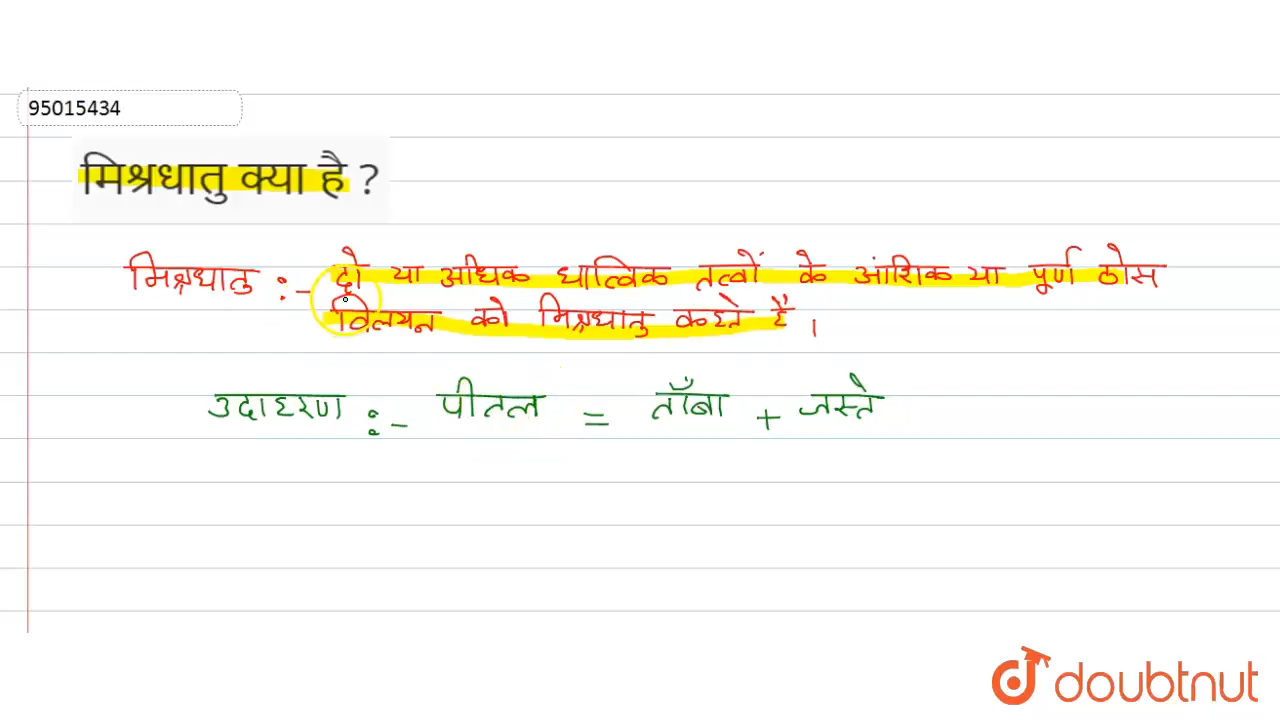 95015434
मिश्रधातु क्या है ?
मिश्रधातु :- दो या अधिक धात्विक तत्वों के आंशिक या पूर्ण ठोस
विलयन को मिश्रधातु कहते हैं ।
उदाहरण :- पीतल = ताँबा + जस्ते
doubtnut